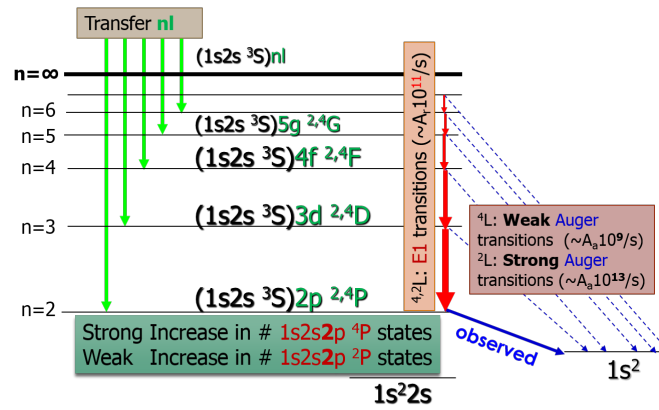 Transfer nl
(1s2s ³S)nl
n=∞
n=6
(1s2s ³S)5g ²,⁴G
n=5
(1s2s ³S)4f ²,⁴F
n=4
(1s2s ³S)3d ²,⁴D
n=3
(1s2s ³S)2p ²,⁴P
n=2
⁴,²L: E1 transitions (~Aᵣ10¹¹/s)
⁴L: Weak Auger
transitions (~Aₐ10⁹/s)
²L: Strong Auger
transitions (~Aₐ10¹³/s)
Strong Increase in # 1s2s2p ⁴P states
Weak Increase in # 1s2s2p ²P states
observed
1s²
1s²2s